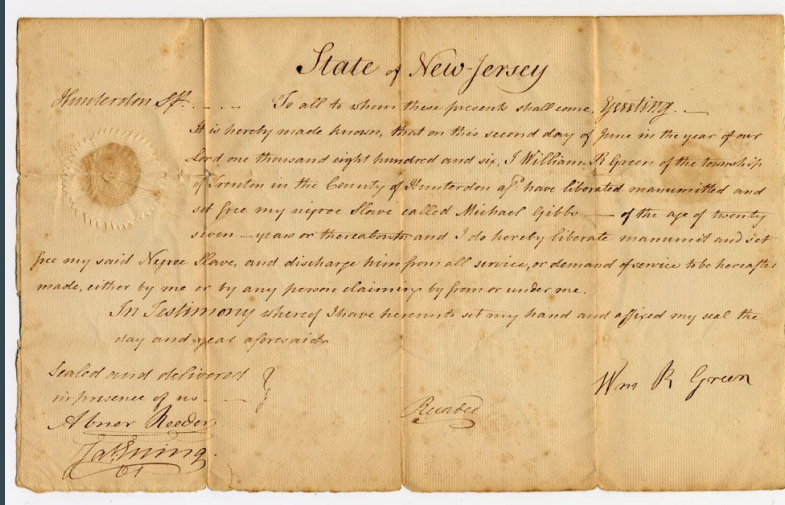 State of New-Jersey
Hunterdon Ss. To all to whom these presents shall come, Greeting.
It is hereby made known, that on this second day of June in the year of our
Lord one thousand eight hundred and six, I William R Green of the township
of Trenton in the County of Hunterdon afd. have liberated manumitted and
set free my negroe Slave called Michael Gibbs — of the age of twenty
seven — years or thereabouts and I do hereby liberate manumit and set
free my said Negroe Slave, and discharge him from all service, or demand of service to be hereafter
made, either by me or by any person claiming by from or under me.
In Testimony whereof I have hereunto set my hand and affixed my seal the
day and year aforesaid.
Sealed and delivered
in presence of us
Wm R Green
Abner Reeder
Recorded
Jas Ewing